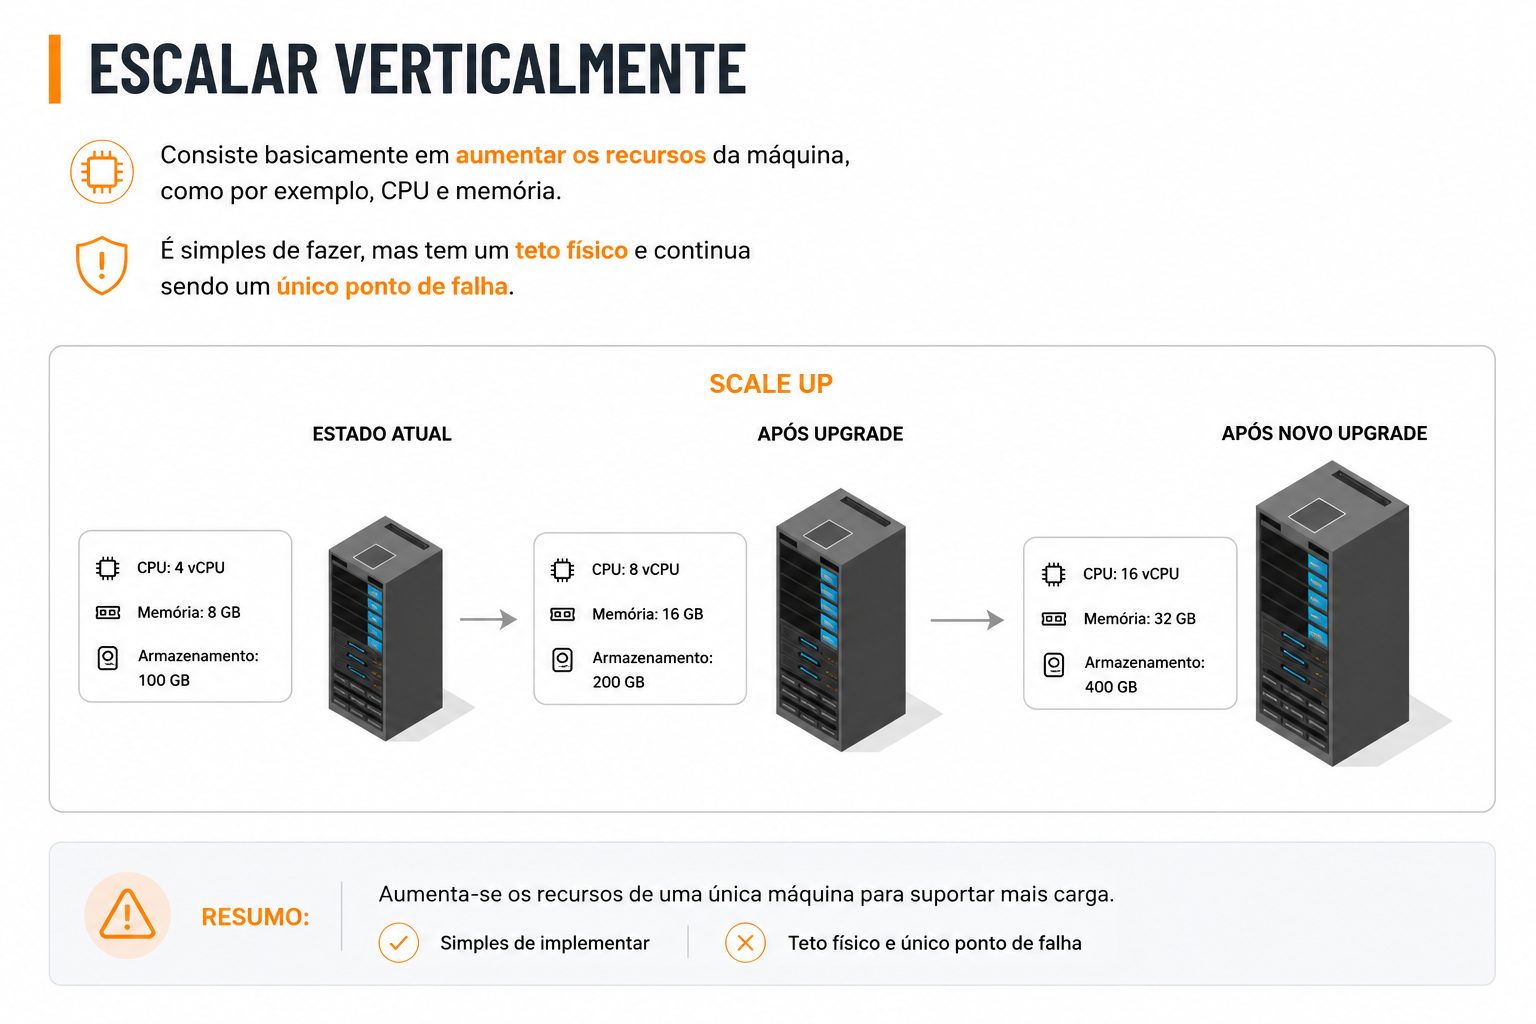 ESCALAR VERTICALMENTE
Consiste basicamente em aumentar os recursos da máquina,
como por exemplo, CPU e memória.
É simples de fazer, mas tem um teto físico e continua
sendo um único ponto de falha.
SCALE UP
ESTADO ATUAL
CPU: 4 vCPU
Memória: 8 GB
Armazenamento:
100 GB
APÓS UPGRADE
CPU: 8 vCPU
Memória: 16 GB
Armazenamento:
200 GB
APÓS NOVO UPGRADE
CPU: 16 vCPU
Memória: 32 GB
Armazenamento:
400 GB
RESUMO:
Aumenta-se os recursos de uma única máquina para suportar mais carga.
Simples de implementar
Teto físico e único ponto de falha